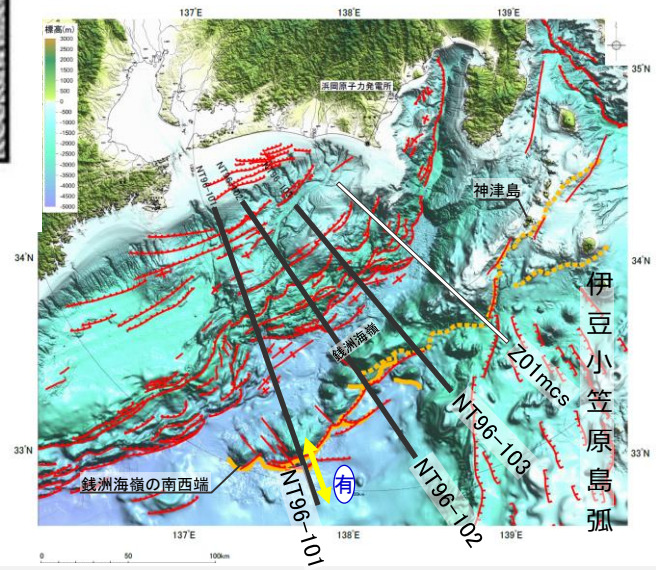 137°E
138°E
139°E
標高(m)
3000
2500
2000
1500
1000
500
0
-500
-1000
-1500
-2000
-2500
-3000
-3500
-4000
-4500
-5000
35°N
浜岡原子力発電所
神津島
34°N
34°N
伊豆小笠原島弧
銭洲海嶺
Z01mcs
NT96-103
33°N
33°N
銭洲海嶺の南西端
有
NT96-102
NT96-101
137°E
138°E
139°E
0
50
100km